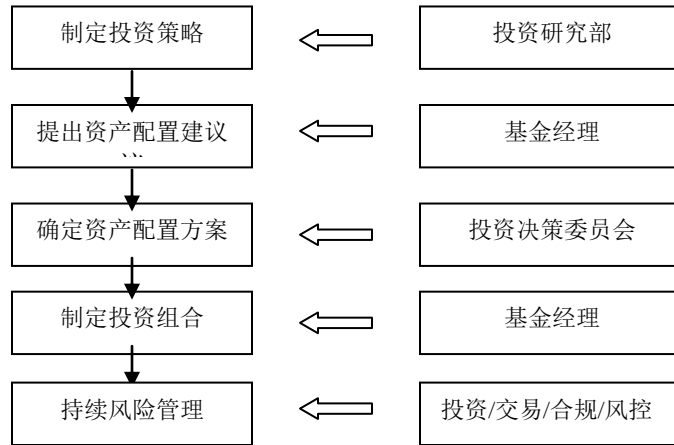 制定投资策略
投资研究部
提出资产配置建议
基金经理
确定资产配置方案
投资决策委员会
制定投资组合
基金经理
持续风险管理
投资/交易/合规/风控